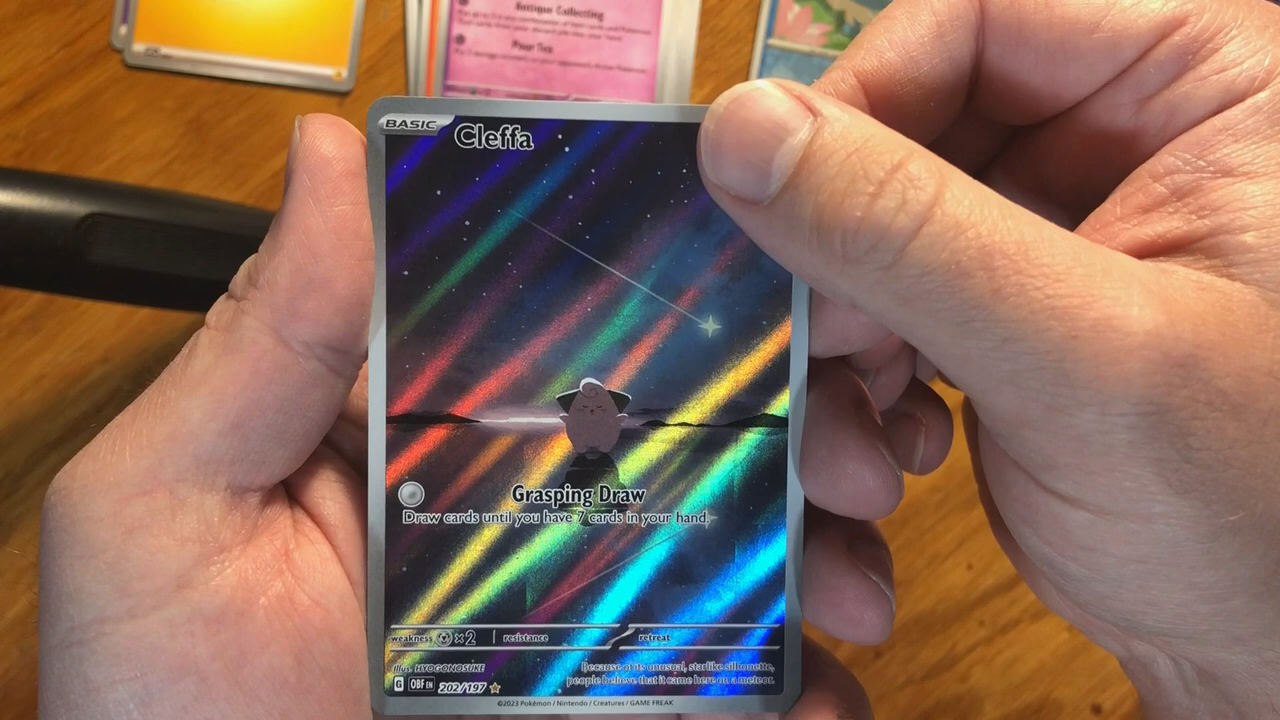 Antique Collecting
Pour Tea
BASIC
Cleffa
Grasping Draw
Draw cards until you have 7 cards in your hand.
weakness ×2 resistance retreat
Illus. HYOGONOSUKE
Because of its unusual, starlike silhouette,
people believe that it came here on a meteor.
G OBF EN 202/197
©2023 Pokémon / Nintendo / Creatures / GAME FREAK